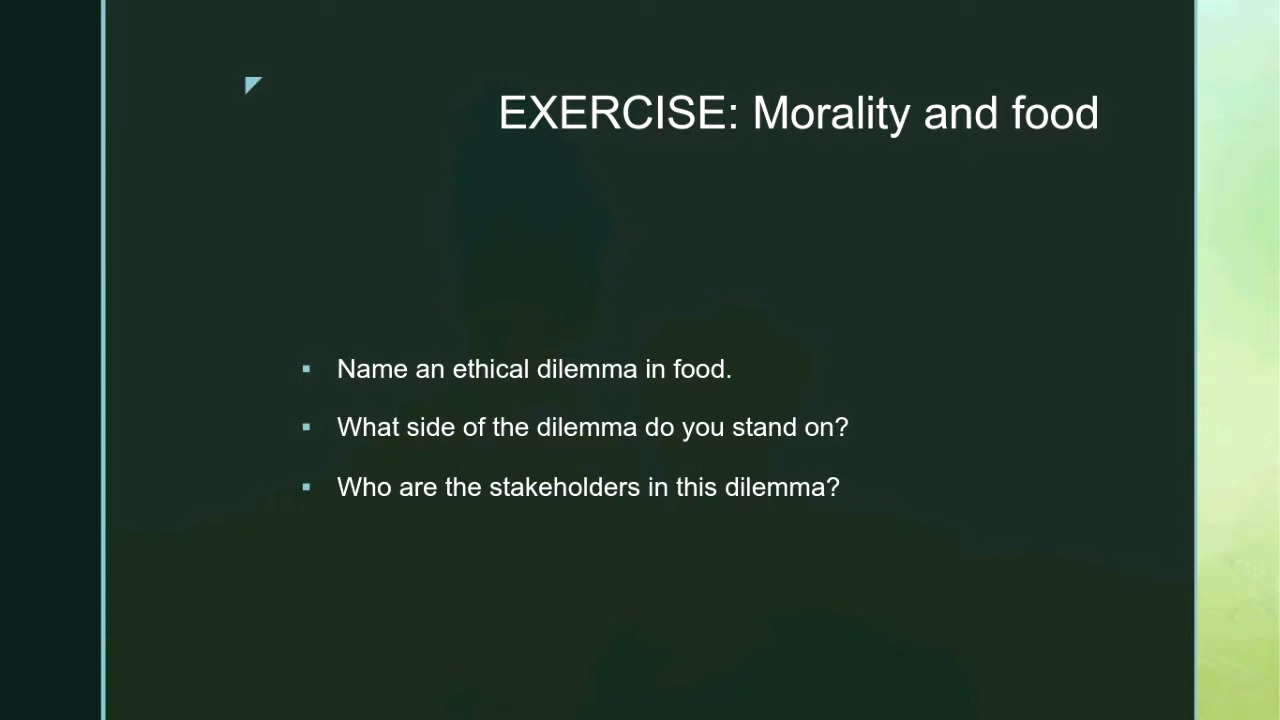 EXERCISE: Morality and food
▪ Name an ethical dilemma in food.
▪ What side of the dilemma do you stand on?
▪ Who are the stakeholders in this dilemma?